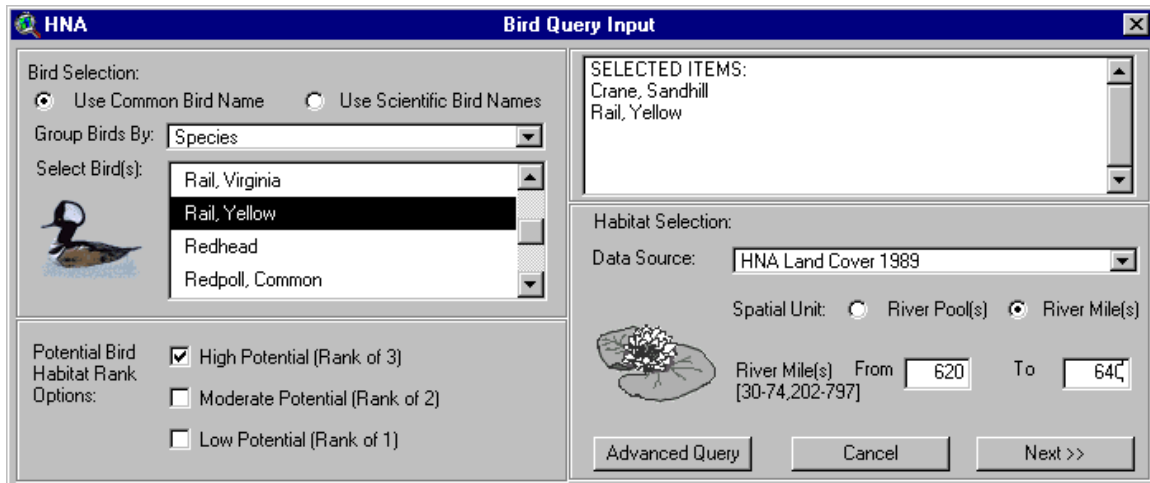 HNA Bird Query Input
Bird Selection:
Use Common Bird Name Use Scientific Bird Names
Group Birds By: Species
Select Bird(s):
Rail, Virginia
Rail, Yellow
Redhead
Redpoll, Common
Potential Bird Habitat Rank Options:
High Potential (Rank of 3)
Moderate Potential (Rank of 2)
Low Potential (Rank of 1)
SELECTED ITEMS:
Crane, Sandhill
Rail, Yellow
Habitat Selection:
Data Source: HNA Land Cover 1989
Spatial Unit: River Pool(s) River Mile(s)
River Mile(s) From 620 To 640
[30-74,202-797]
Advanced Query Cancel Next >>